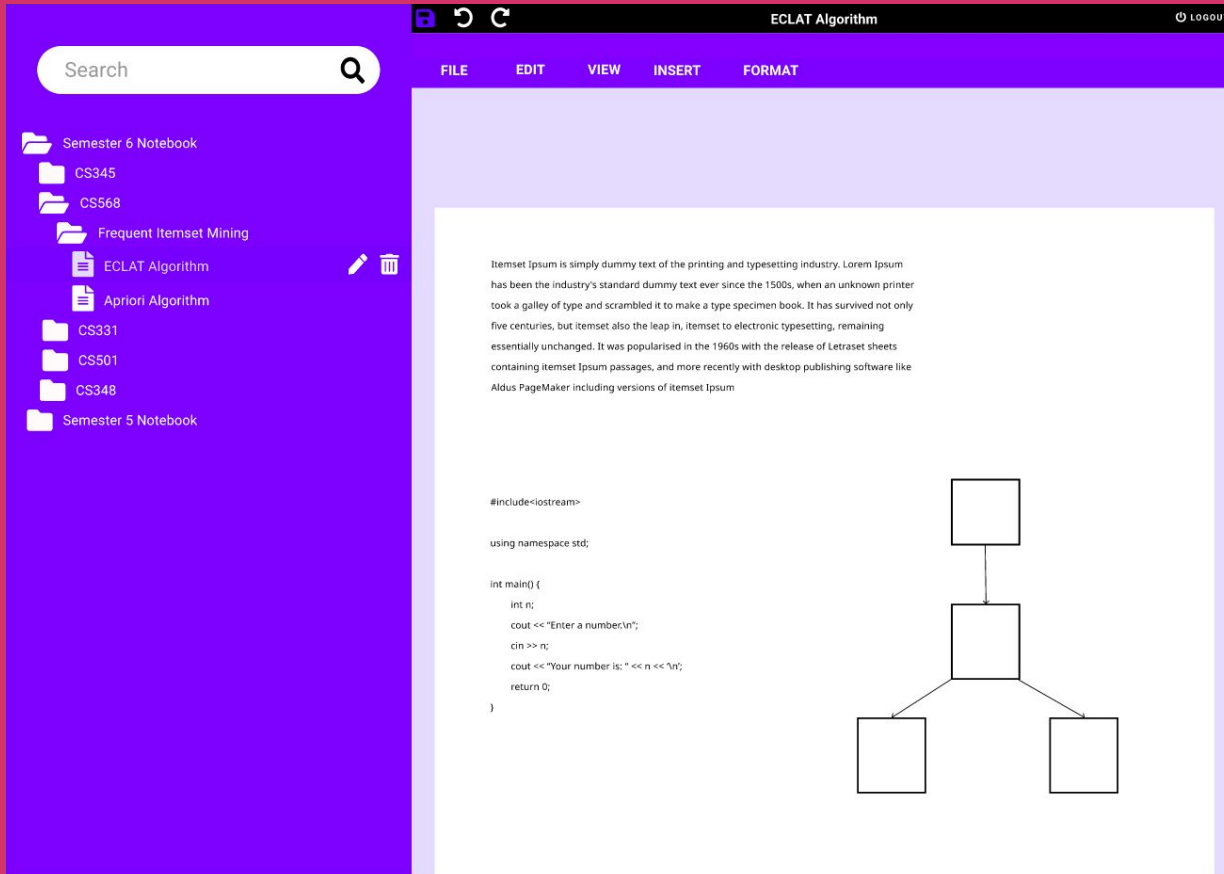 ECLAT Algorithm
LOGOU
Search
FILE EDIT VIEW INSERT FORMAT
Semester 6 Notebook
CS345
CS568
Frequent Itemset Mining
ECLAT Algorithm
Apriori Algorithm
CS331
CS501
CS348
Semester 5 Notebook
Itemset Ipsum is simply dummy text of the printing and typesetting industry. Lorem Ipsum
has been the industry's standard dummy text ever since the 1500s, when an unknown printer
took a galley of type and scrambled it to make a type specimen book. It has survived not only
five centuries, but itemset also the leap in, itemset to electronic typesetting, remaining
essentially unchanged. It was popularised in the 1960s with the release of Letraset sheets
containing itemset Ipsum passages, and more recently with desktop publishing software like
Aldus PageMaker including versions of itemset Ipsum
#include<iostream>
using namespace std;
int main() {
int n;
cout << “Enter a number.\n”;
cin >> n;
cout << “Your number is: “ << n << ‘\n’;
return 0;
}